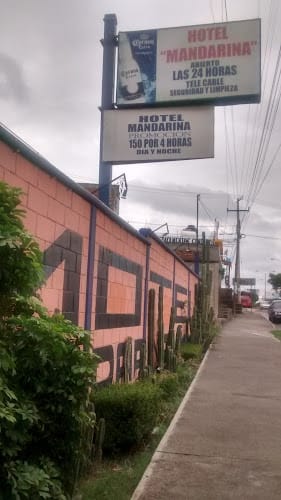 Corona
Extra
HOTEL
"MANDARINA"
ABIERTO
LAS 24 HORAS
TELE CABLE
SEGURIDAD Y LIMPIEZA
HOTEL
MANDARINA
PROMOCION
150 POR 4 HORAS
DIA Y NOCHE
MOTEL